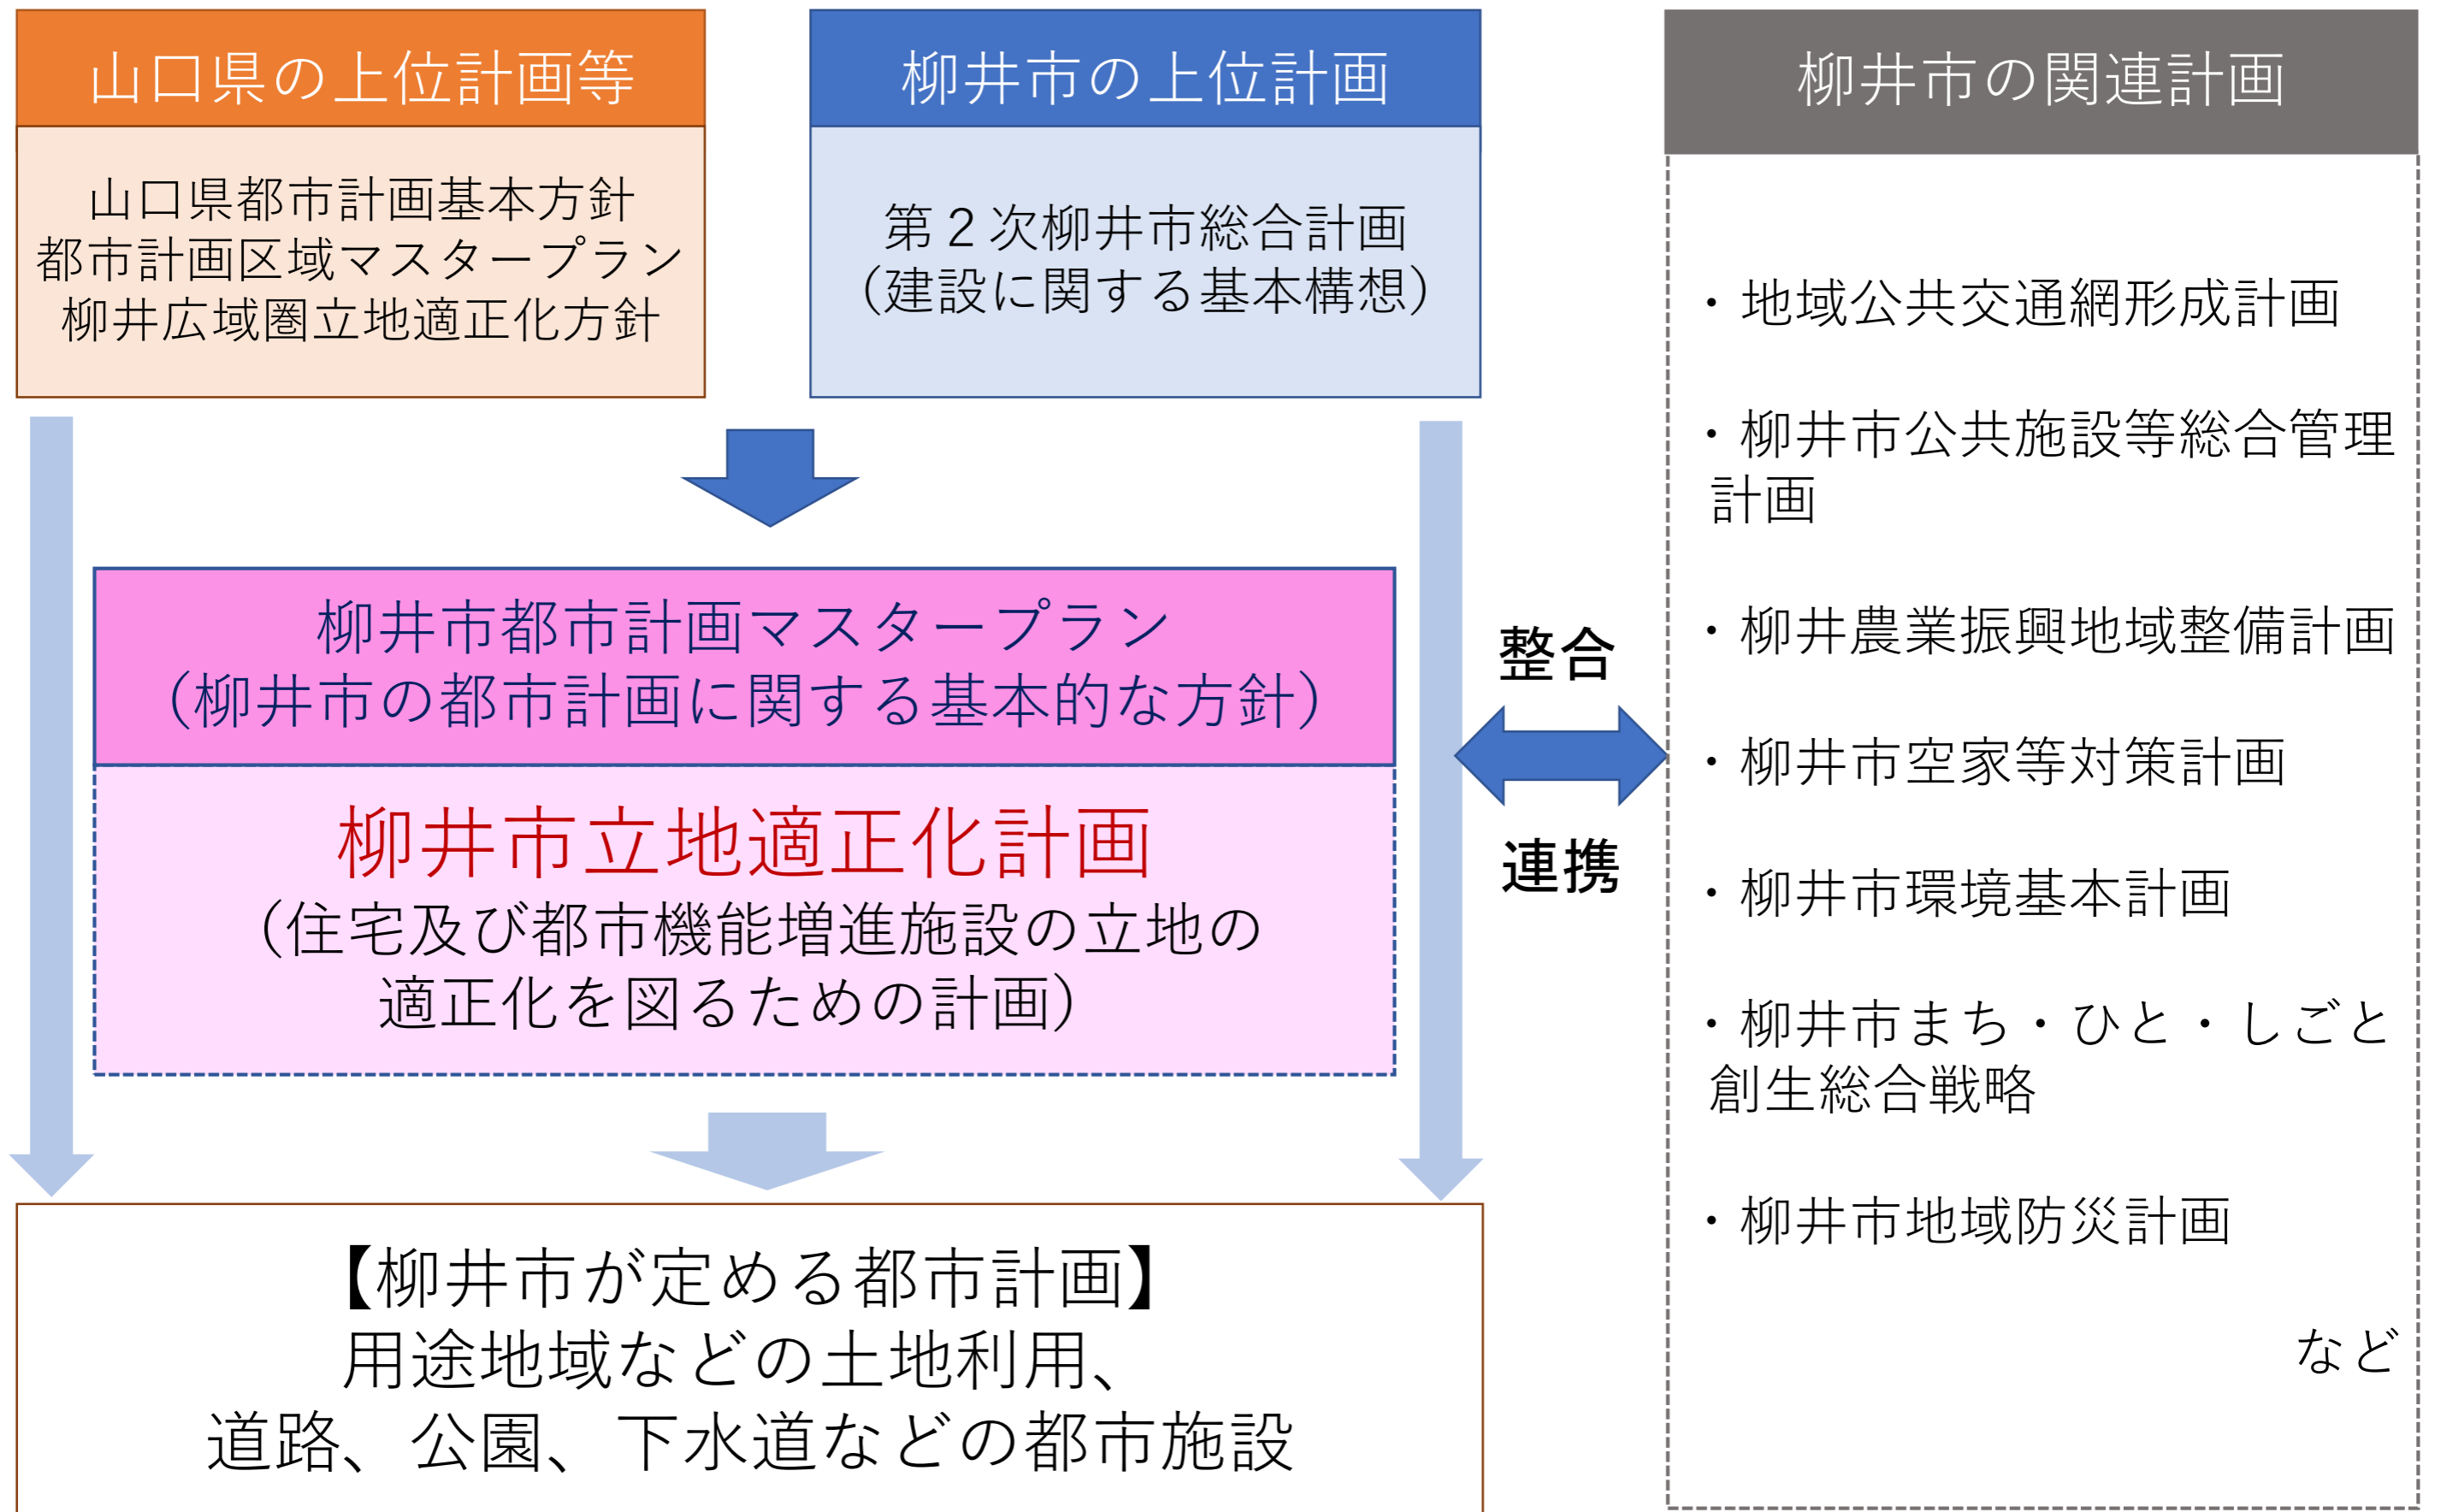 山口県の上位計画等
山口県都市計画基本方針
都市計画区域マスタープラン
柳井広域圏立地適正化方針
柳井市の上位計画
第２次柳井市総合計画
（建設に関する基本構想）
柳井市都市計画マスタープラン
（柳井市の都市計画に関する基本的な方針）
柳井市立地適正化計画
（住宅及び都市機能増進施設の立地の
適正化を図るための計画）
【柳井市が定める都市計画】
用途地域などの土地利用、
道路、公園、下水道などの都市施設
整合
連携
柳井市の関連計画
・地域公共交通網形成計画
・柳井市公共施設等総合管理
計画
・柳井農業振興地域整備計画
・柳井市空家等対策計画
・柳井市環境基本計画
・柳井市まち・ひと・しごと
創生総合戦略
・柳井市地域防災計画
など